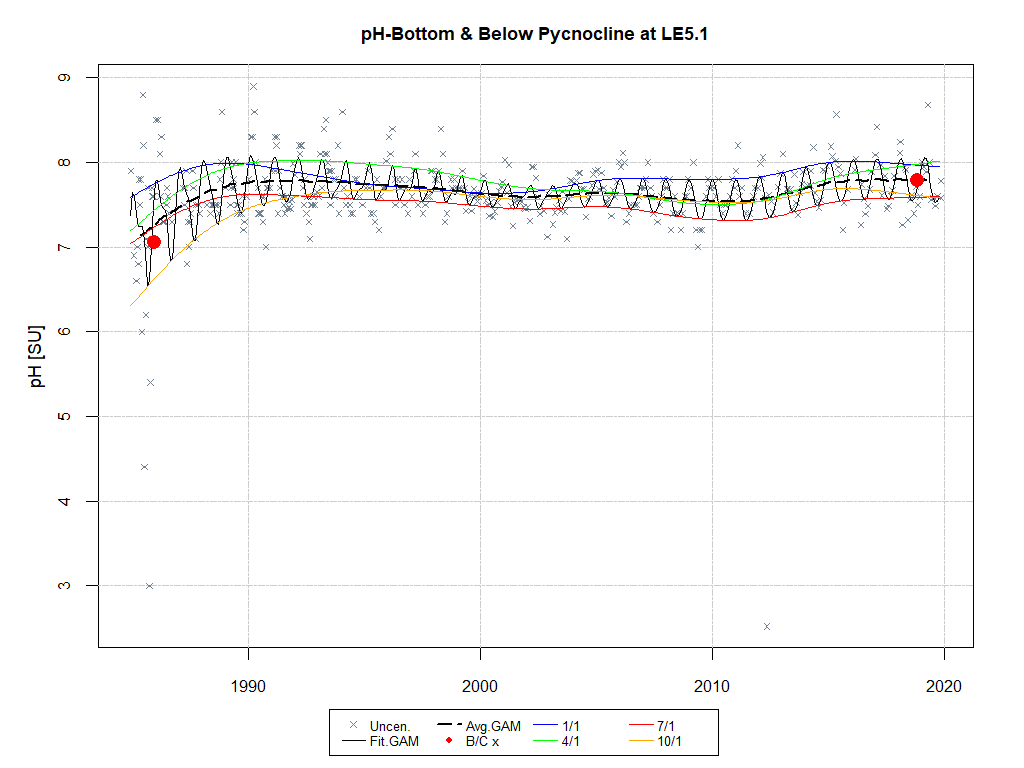 pH-Bottom & Below Pycnocline at LE5.1
pH [SU]
9
8
7
6
5
4
3
1990 2000 2010 2020
Uncen. Avg.GAM 1/1 7/1
Fit.GAM B/C x 4/1 10/1